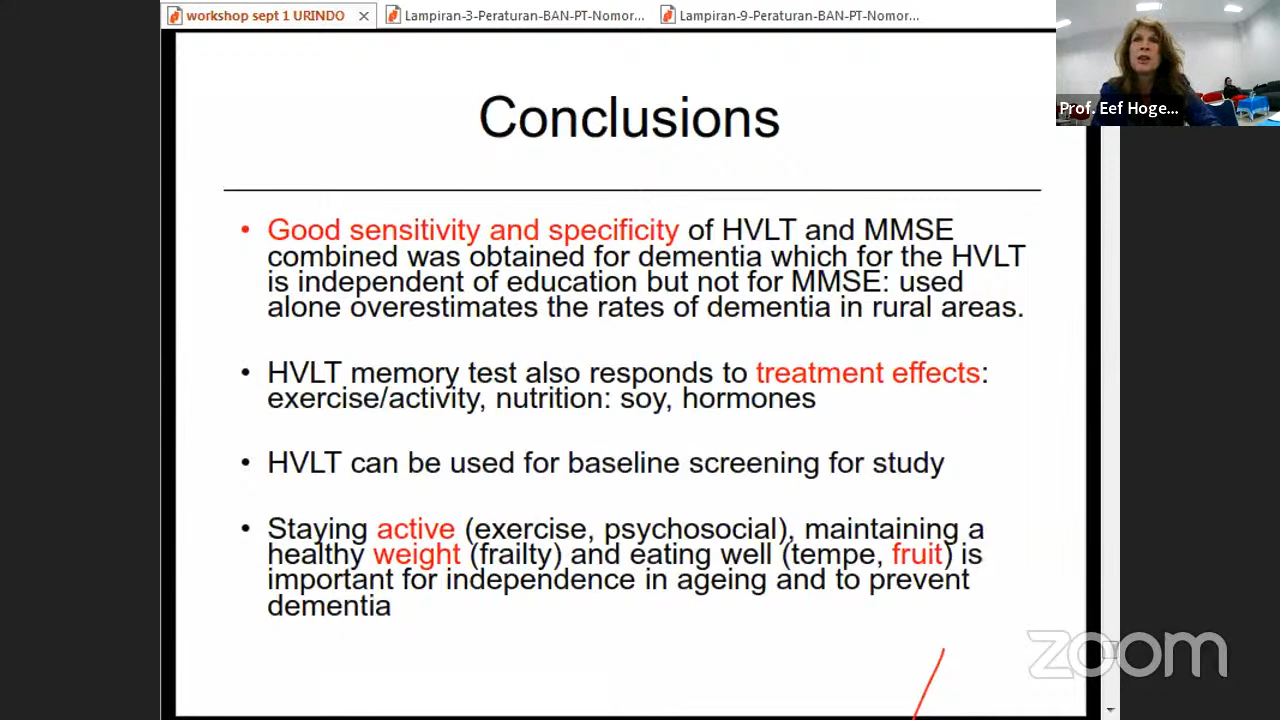 workshop sept 1 URINDO
Lampiran-3-Peraturan-BAN-PT-Nomor...
Lampiran-9-Peraturan-BAN-PT-Nomor...
Prof. Eef Hoge...
Conclusions
• Good sensitivity and specificity of HVLT and MMSE
combined was obtained for dementia which for the HVLT
is independent of education but not for MMSE: used
alone overestimates the rates of dementia in rural areas.
• HVLT memory test also responds to treatment effects:
exercise/activity, nutrition: soy, hormones
• HVLT can be used for baseline screening for study
• Staying active (exercise, psychosocial), maintaining a
healthy weight (frailty) and eating well (tempe, fruit) is
important for independence in ageing and to prevent
dementia
zoom